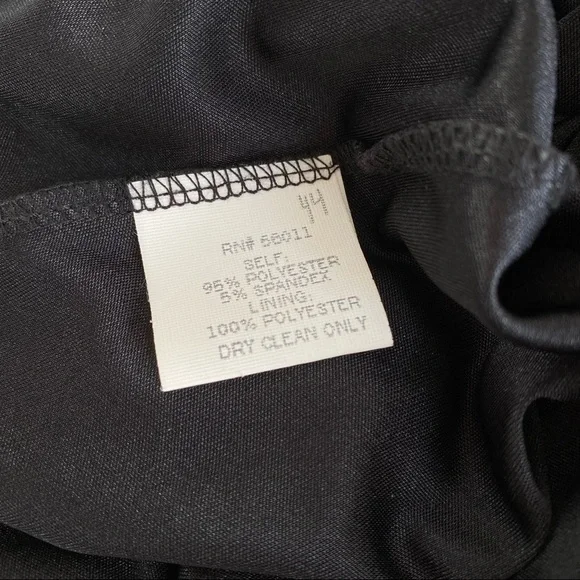 44
RN# 58011
SELF:
95% POLYESTER
5% SPANDEX
LINING:
100% POLYESTER
DRY CLEAN ONLY